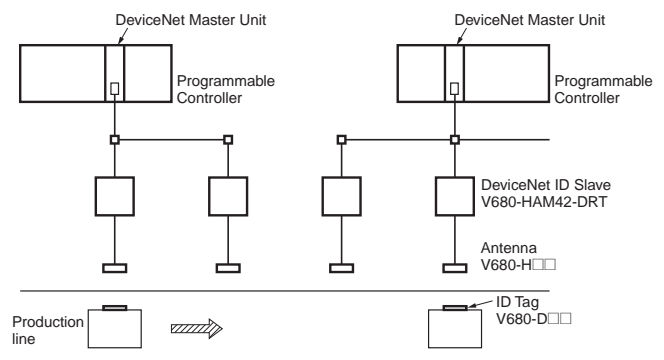 DeviceNet Master Unit
DeviceNet Master Unit
Programmable
Controller
Programmable
Controller
DeviceNet ID Slave
V680-HAM42-DRT
Antenna
V680-H□□
ID Tag
V680-D□□
Production
line